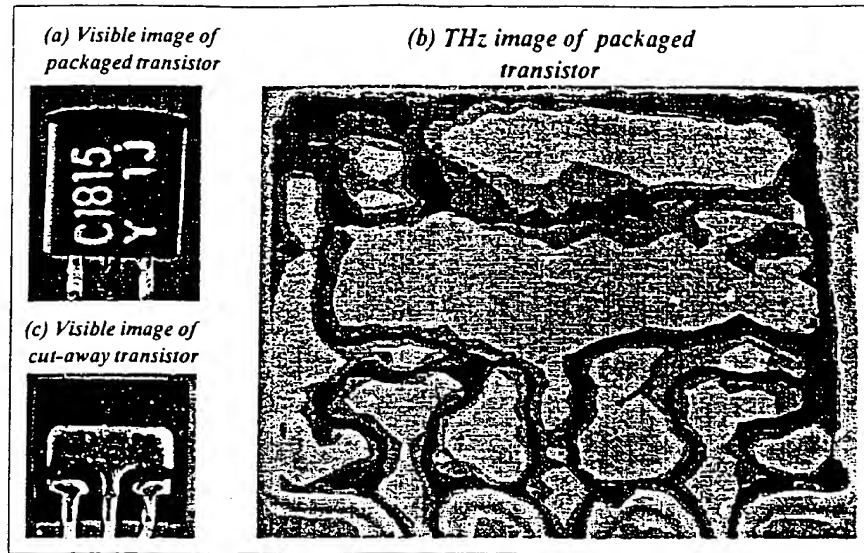 (a) Visible image of
packaged transistor
(b) THz image of packaged
transistor
C1815
Y 1J
(c) Visible image of
cut-away transistor